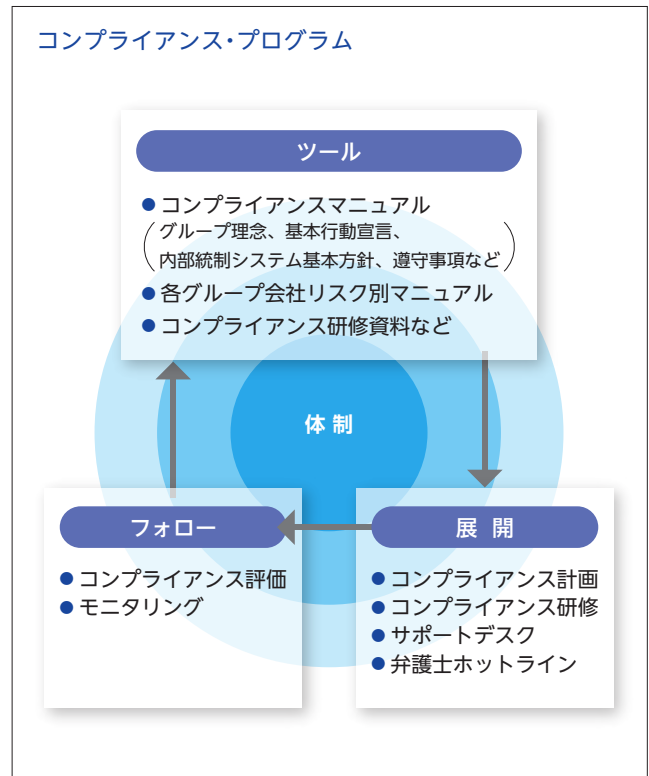 コンプライアンス・プログラム
ツール
● コンプライアンスマニュアル
（グループ理念、基本行動宣言、
内部統制システム基本方針、遵守事項など）
● 各グループ会社リスク別マニュアル
● コンプライアンス研修資料など
体 制
フォロー
● コンプライアンス評価
● モニタリング
展 開
● コンプライアンス計画
● コンプライアンス研修
● サポートデスク
● 弁護士ホットライン